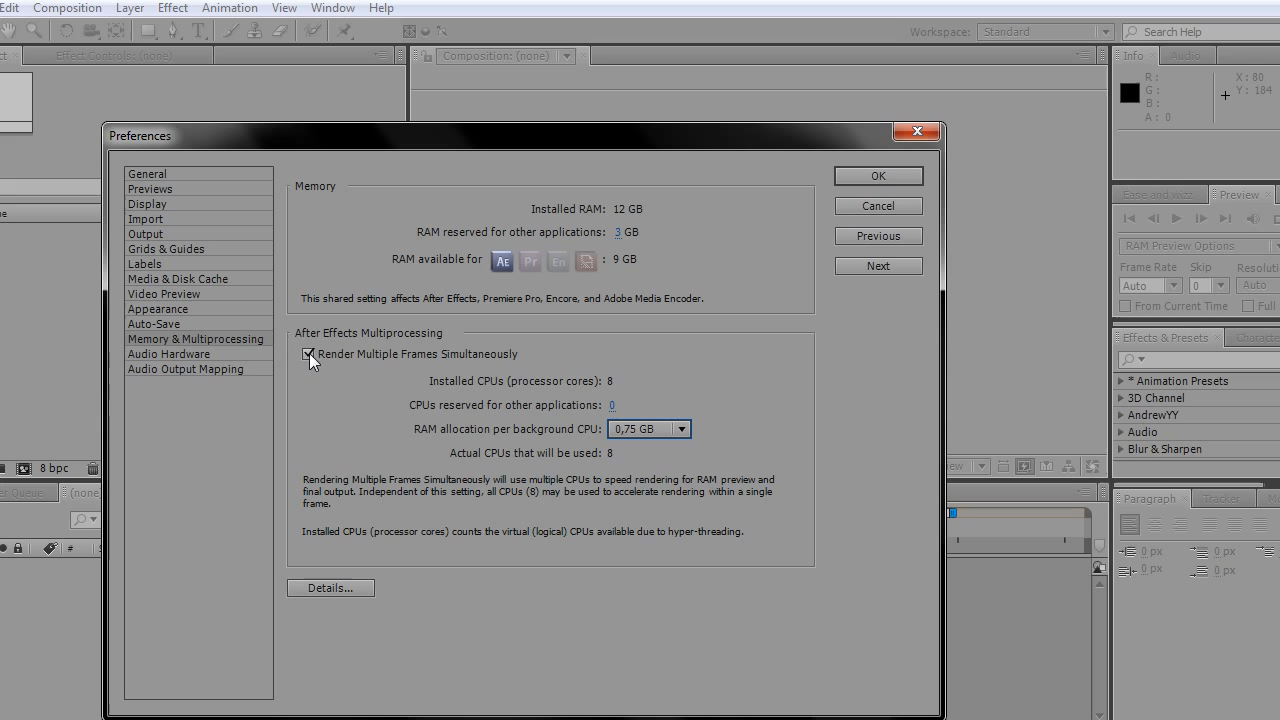 Edit Composition Layer Effect Animation View Window Help
Workspace: Standard Search Help
Effect Controls: (none) Composition: (none) Info Audio
R: X: 80
G: Y: 184
B:
A: 0
Preferences
General
Previews
Display
Import
Output
Grids & Guides
Labels
Media & Disk Cache
Video Preview
Appearance
Auto-Save
Memory & Multiprocessing
Audio Hardware
Audio Output Mapping
Memory
Installed RAM: 12 GB
RAM reserved for other applications: 3 GB
RAM available for AE Pr En : 9 GB
This shared setting affects After Effects, Premiere Pro, Encore, and Adobe Media Encoder.
After Effects Multiprocessing
Render Multiple Frames Simultaneously
Installed CPUs (processor cores): 8
CPUs reserved for other applications: 0
RAM allocation per background CPU: 0,75 GB
Actual CPUs that will be used: 8
Rendering Multiple Frames Simultaneously will use multiple CPUs to speed rendering for RAM preview and
final output. Independent of this setting, all CPUs (8) may be used to accelerate rendering within a single
frame.
Installed CPUs (processor cores) counts the virtual (logical) CPUs available due to hyper-threading.
Details...
OK
Cancel
Previous
Next
Ease and wizz Preview
RAM Preview Options
Frame Rate Skip
Auto 0 Auto
From Current Time Full
Effects & Presets
* Animation Presets
3D Channel
AndrewYY
Audio
Blur & Sharpen
8 bpc
(none)
#
Paragraph Tracker
0 px 0 px
0 px 0 px